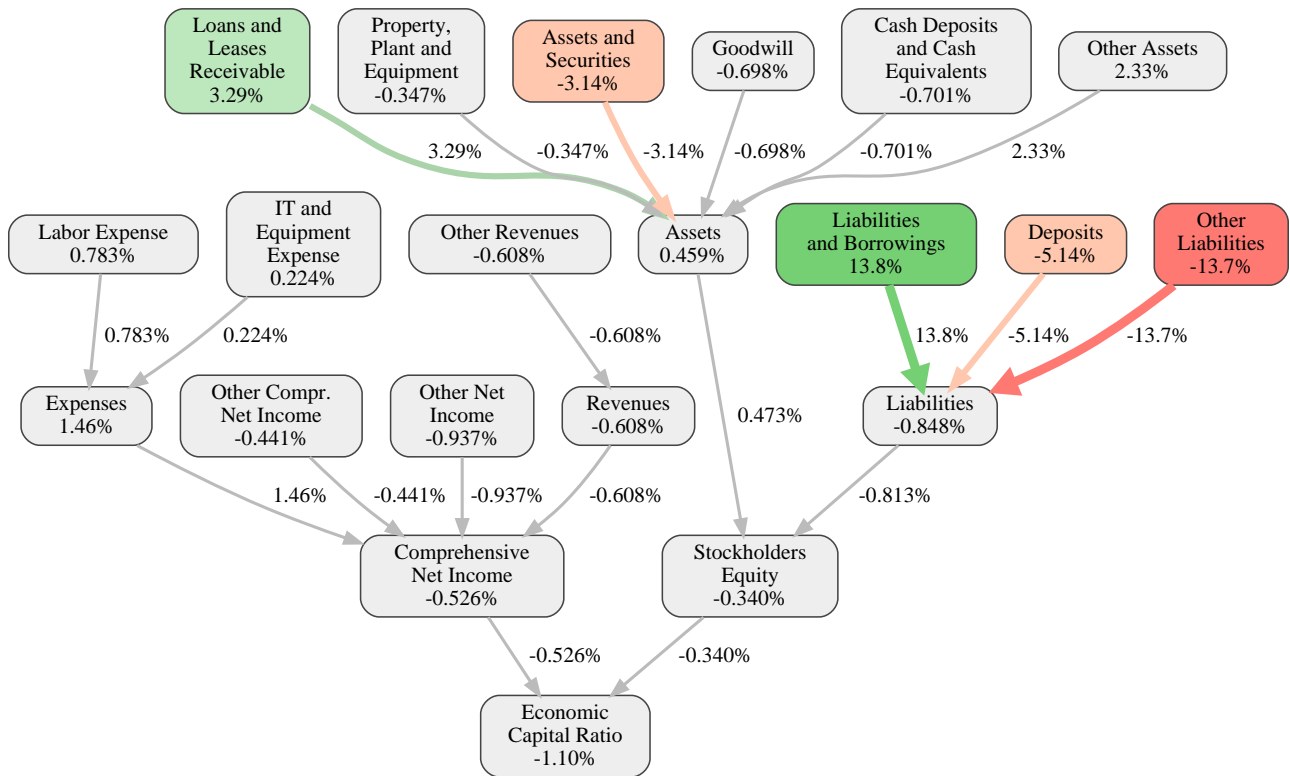 Loans and
Leases
Receivable
3.29%
Property,
Plant and
Equipment
-0.347%
Assets and
Securities
-3.14%
Goodwill
-0.698%
Cash Deposits
and Cash
Equivalents
-0.701%
Other Assets
2.33%
3.29%
-0.347%
-3.14%
-0.698%
-0.701%
2.33%
Labor Expense
0.783%
IT and
Equipment
Expense
0.224%
Other Revenues
-0.608%
Assets
0.459%
Liabilities
and Borrowings
13.8%
Deposits
-5.14%
Other
Liabilities
-13.7%
0.783%
0.224%
-0.608%
13.8%
-5.14%
-13.7%
Expenses
1.46%
Other Compr.
Net Income
-0.441%
Other Net
Income
-0.937%
Revenues
-0.608%
0.473%
Liabilities
-0.848%
1.46%
-0.441%
-0.937%
-0.608%
-0.813%
Comprehensive
Net Income
-0.526%
Stockholders
Equity
-0.340%
-0.526%
-0.340%
Economic
Capital Ratio
-1.10%